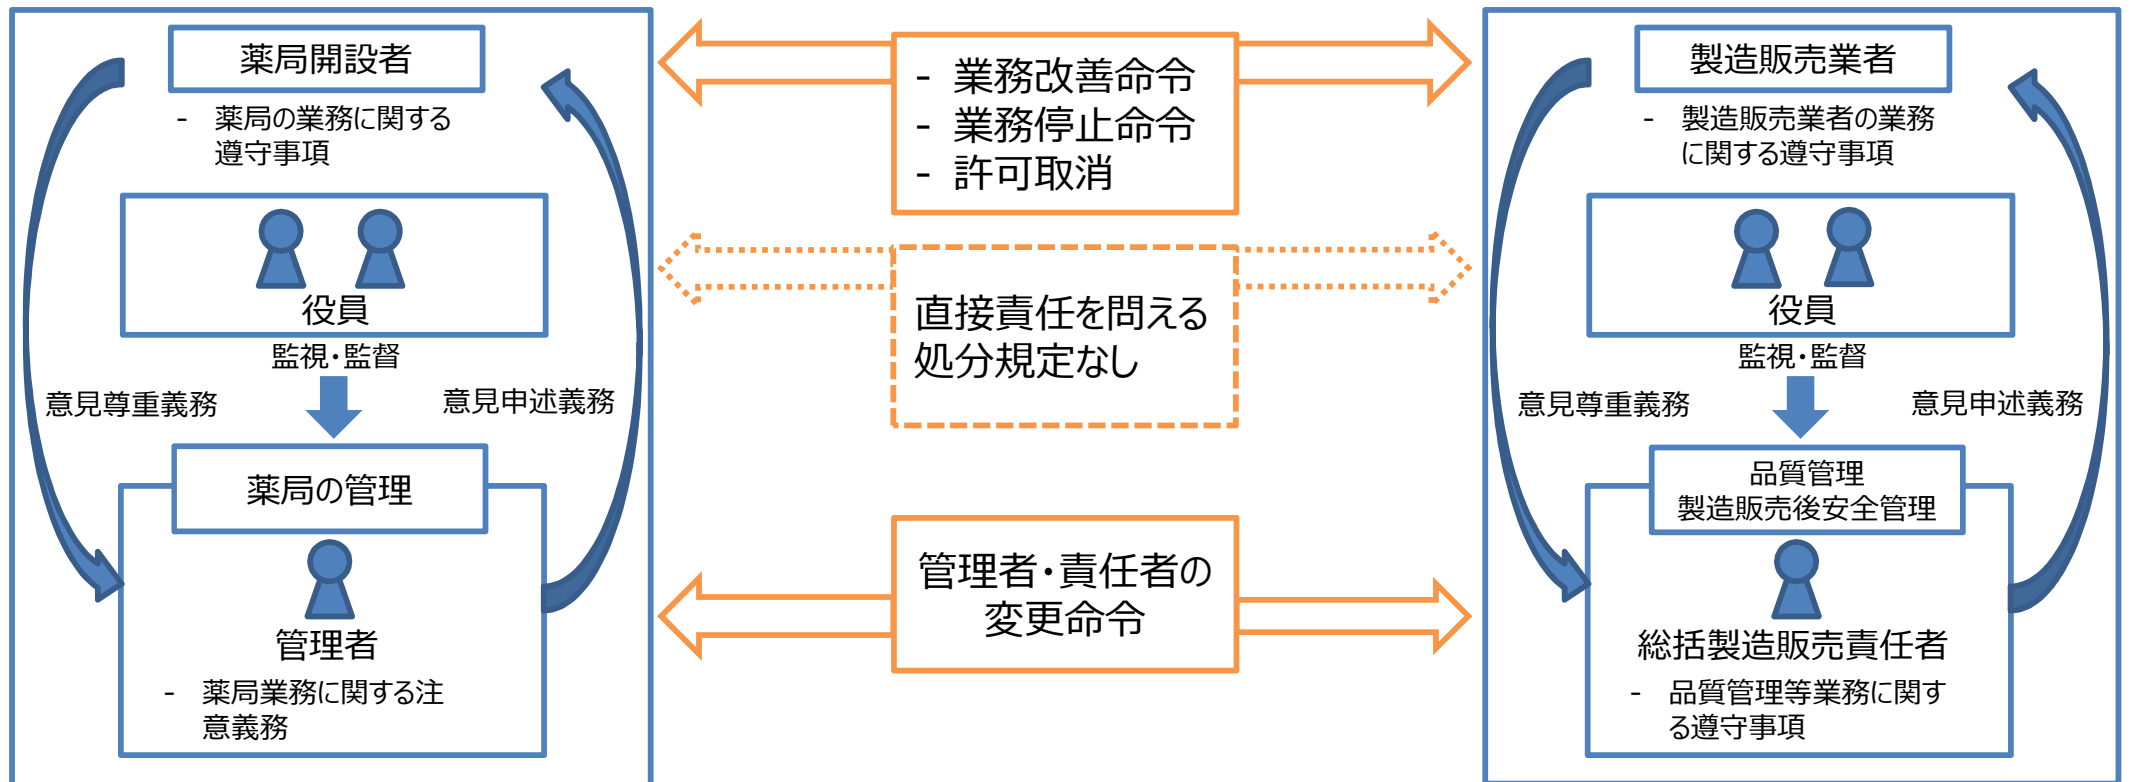 薬局開設者
- 薬局の業務に関する
遵守事項
役員
監視・監督
意見尊重義務
意見申述義務
薬局の管理
管理者
- 薬局業務に関する注
意義務
- 業務改善命令
- 業務停止命令
- 許可取消
直接責任を問える
処分規定なし
管理者・責任者の
変更命令
製造販売業者
- 製造販売業者の業務
に関する遵守事項
役員
監視・監督
意見尊重義務
意見申述義務
品質管理
製造販売後安全管理
総括製造販売責任者
- 品質管理等業務に関す
る遵守事項